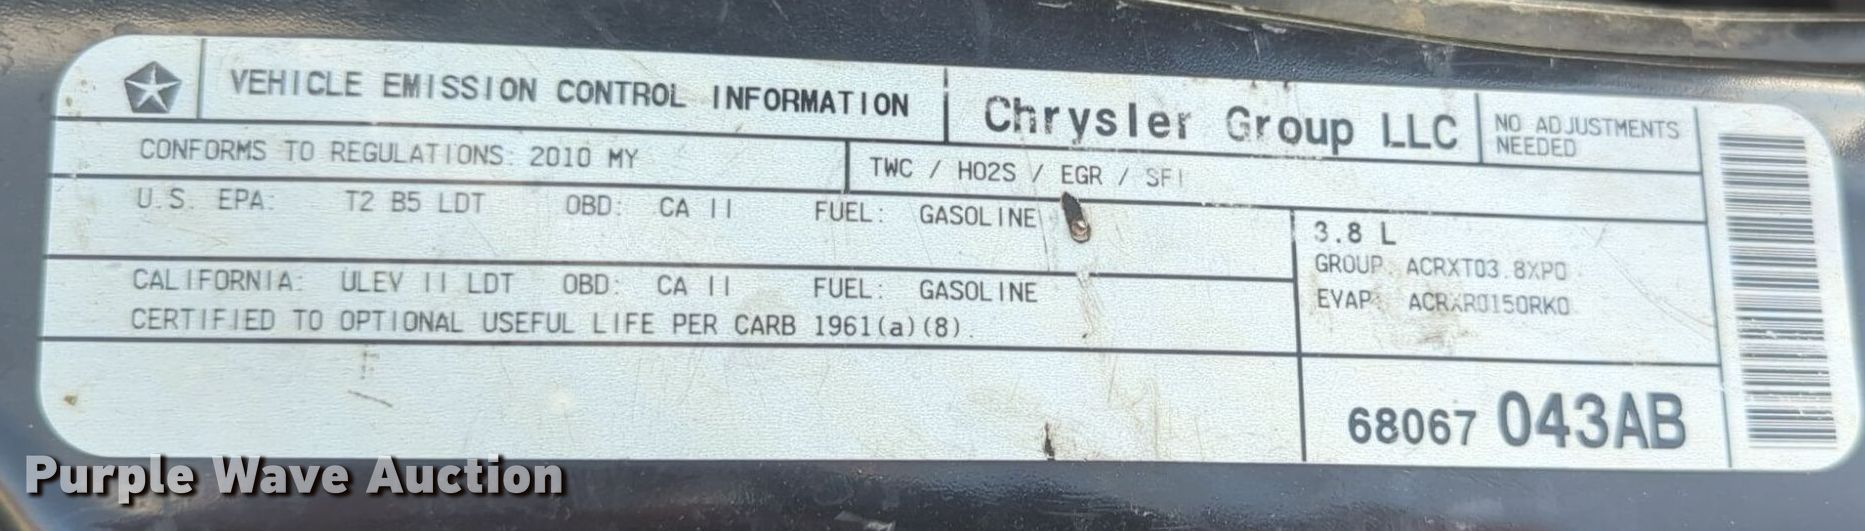 VEHICLE EMISSION CONTROL INFORMATION
Chrysler Group LLC
NO ADJUSTMENTS
NEEDED
CONFORMS TO REGULATIONS: 2010 MY
TWC / HO2S / EGR / SFI
U.S. EPA: T2 B5 LDT OBD: CA II FUEL: GASOLINE
3.8 L
GROUP: ACRXT03.8XP0
EVAP: ACRXR0150RK0
CALIFORNIA: ULEV II LDT OBD: CA II FUEL: GASOLINE
CERTIFIED TO OPTIONAL USEFUL LIFE PER CARB 1961(a)(8).
68067 043AB
Purple Wave Auction